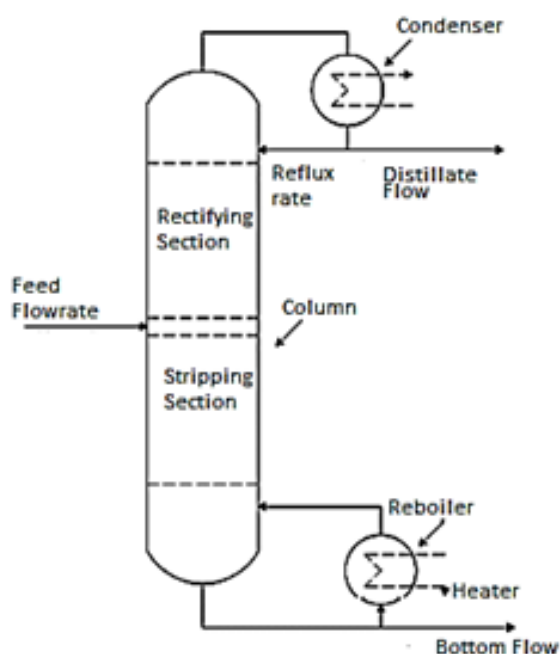 Condenser
Reflux
rate
Distillate
Flow
Rectifying
Section
Feed
Flowrate
Column
Stripping
Section
Reboiler
Heater
Bottom Flow